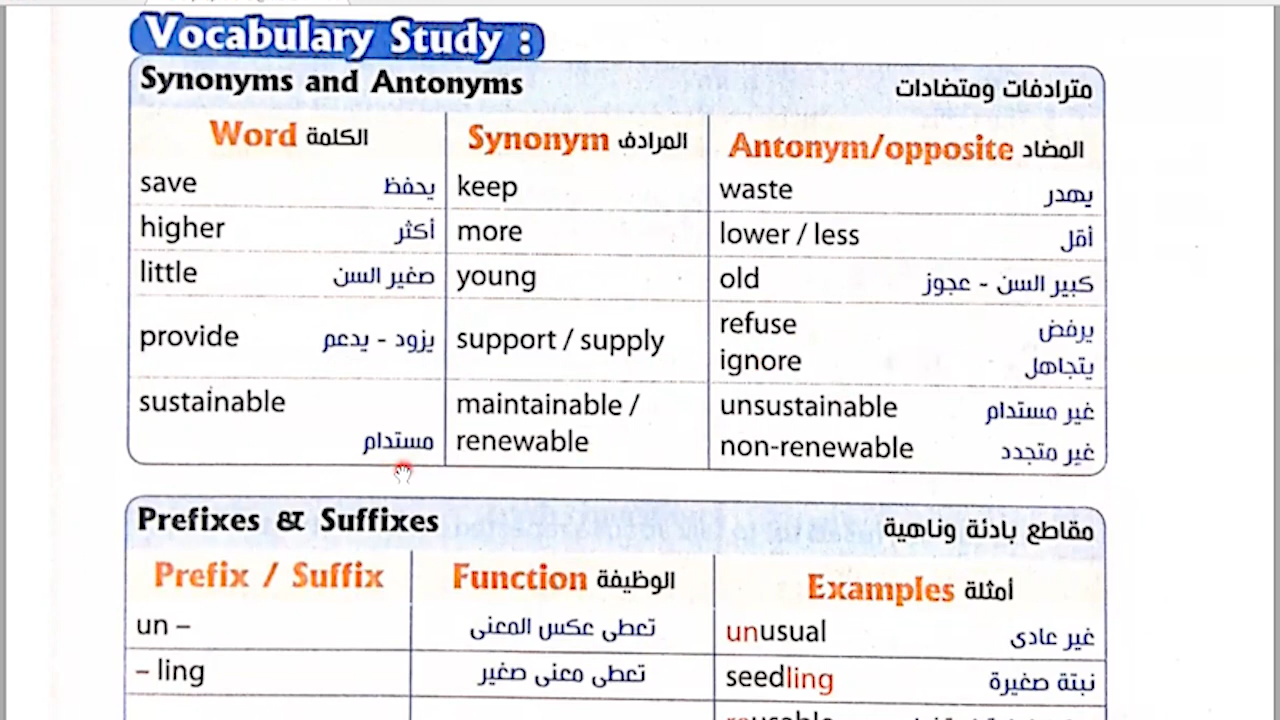 Vocabulary Study :
Synonyms and Antonyms مترادفات ومتضادات
Word الكلمة Synonym المرادف Antonym/opposite المضاد
save يحفظ keep waste يهدر
higher أكثر more lower / less أقل
little صغير السن young old كبير السن - عجوز
provide يزود - يدعم support / supply refuse يرفض
ignore يتجاهل
sustainable مستدام maintainable / renewable unsustainable غير مستدام
non-renewable غير متجدد
Prefixes & Suffixes مقاطع بادئة وناهية
Prefix / Suffix Function الوظيفة Examples أمثلة
un – تعطى عكس المعنى unusual غير عادى
– ling تعطى معنى صغير seedling نبتة صغيرة
reusable